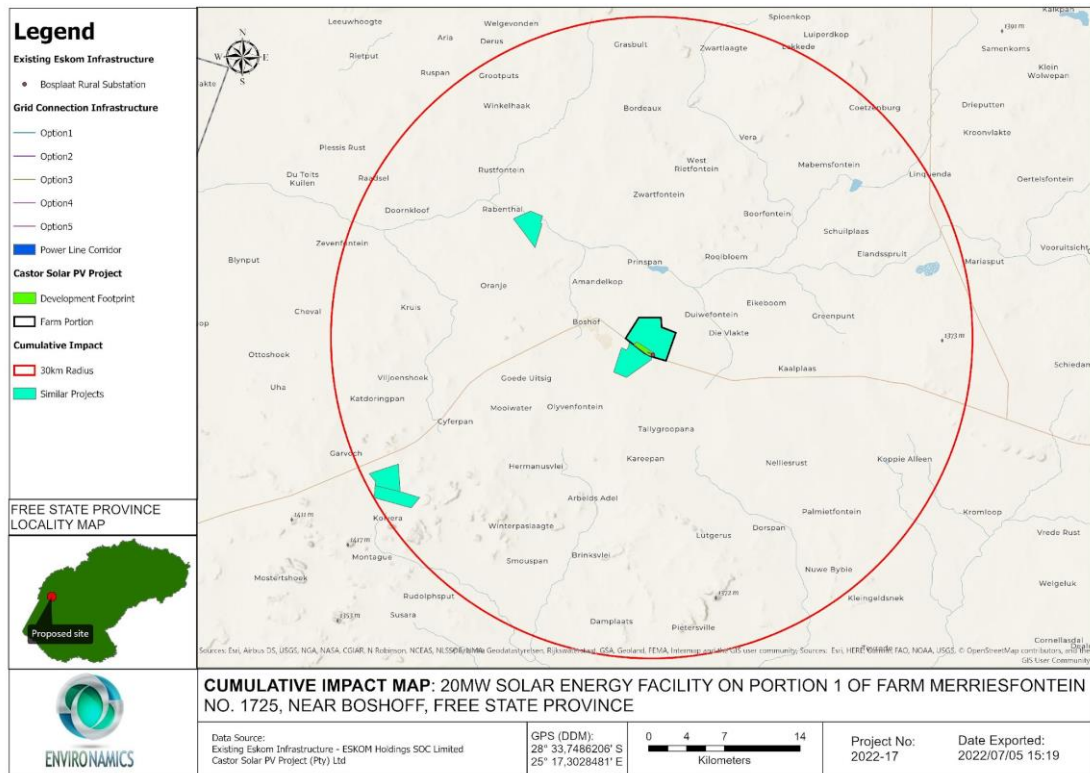 Legend
Existing Eskom Infrastructure
Bosplaat Rural Substation
Grid Connection Infrastructure
Option1
Option2
Option3
Option4
Option5
Power Line Corridor
Castor Solar PV Project
Development Footprint
Farm Portion
Cumulative Impact
30km Radius
Similar Projects
FREE STATE PROVINCE
LOCALITY MAP
Proposed site
ENVIRONAMICS
N
W E
S
Leeuwhoogte
Welgevonden
Spioenkop
Kalkpan
Aria
Derus
Grasbult
Zwartlaagte
Luiperdkop
Lekkede
Samenkoms
Rietput
Ruspan
Grootputs
Klein
Wolwepan
Winkelhaak
Bordeaux
Coetzenburg
Drieputten
Vera
Kroonvlakte
Plessis Rust
West
Rietfontein
Mabemsfontein
Du Toits
Kuilen
Raadsel
Rustfontein
Linquenda
Oertelsfontein
Zwartfontein
Doornkloof
Rabenthal
Boorfontein
Schuilplaas
Zevenfontein
Elandsspruit
Vooruitsicht
Blynput
Prinspan
Rooibloem
Mariasput
Oranje
Amandelkop
Eikeboom
Kruis
Cheval
Boshof
Duiwefontein
Greenpunt
Die Vlakte
1373 m
Ottoshoek
Kaalplaas
Schiedam
Uha
Viljoenshoek
Goede Uitsig
Katdoringpan
Moolwater
Olyvenfontein
Cyferpan
Tallygroopana
Garvoch
Kareepan
Nelliesrust
Koppie Alleen
Hermanusvlei
Arbeids Adel
Palmietfontein
Kromloop
Winterpaslaagte
Dorspan
Lutgerus
Vrede Rust
Montague
Smouspan
Brinksvlei
Nuwe Bybie
Mostertshoek
Welgeluk
Rudolphsput
Kleingeldsnek
Susara
Damplaats
Pietersville
Cornellasdal
GIS User Community
CUMULATIVE IMPACT MAP: 20MW SOLAR ENERGY FACILITY ON PORTION 1 OF FARM MERRIESFONTEIN
NO. 1725, NEAR BOSHOFF, FREE STATE PROVINCE
Data Source:
Existing Eskom Infrastructure - ESKOM Holdings SOC Limited
Castor Solar PV Project (Pty) Ltd
GPS (DDM):
28° 33,7486206' S
25° 17,3028481' E
0 4 7 14
Kilometers
Project No:
2022-17
Date Exported:
2022/07/05 15:19